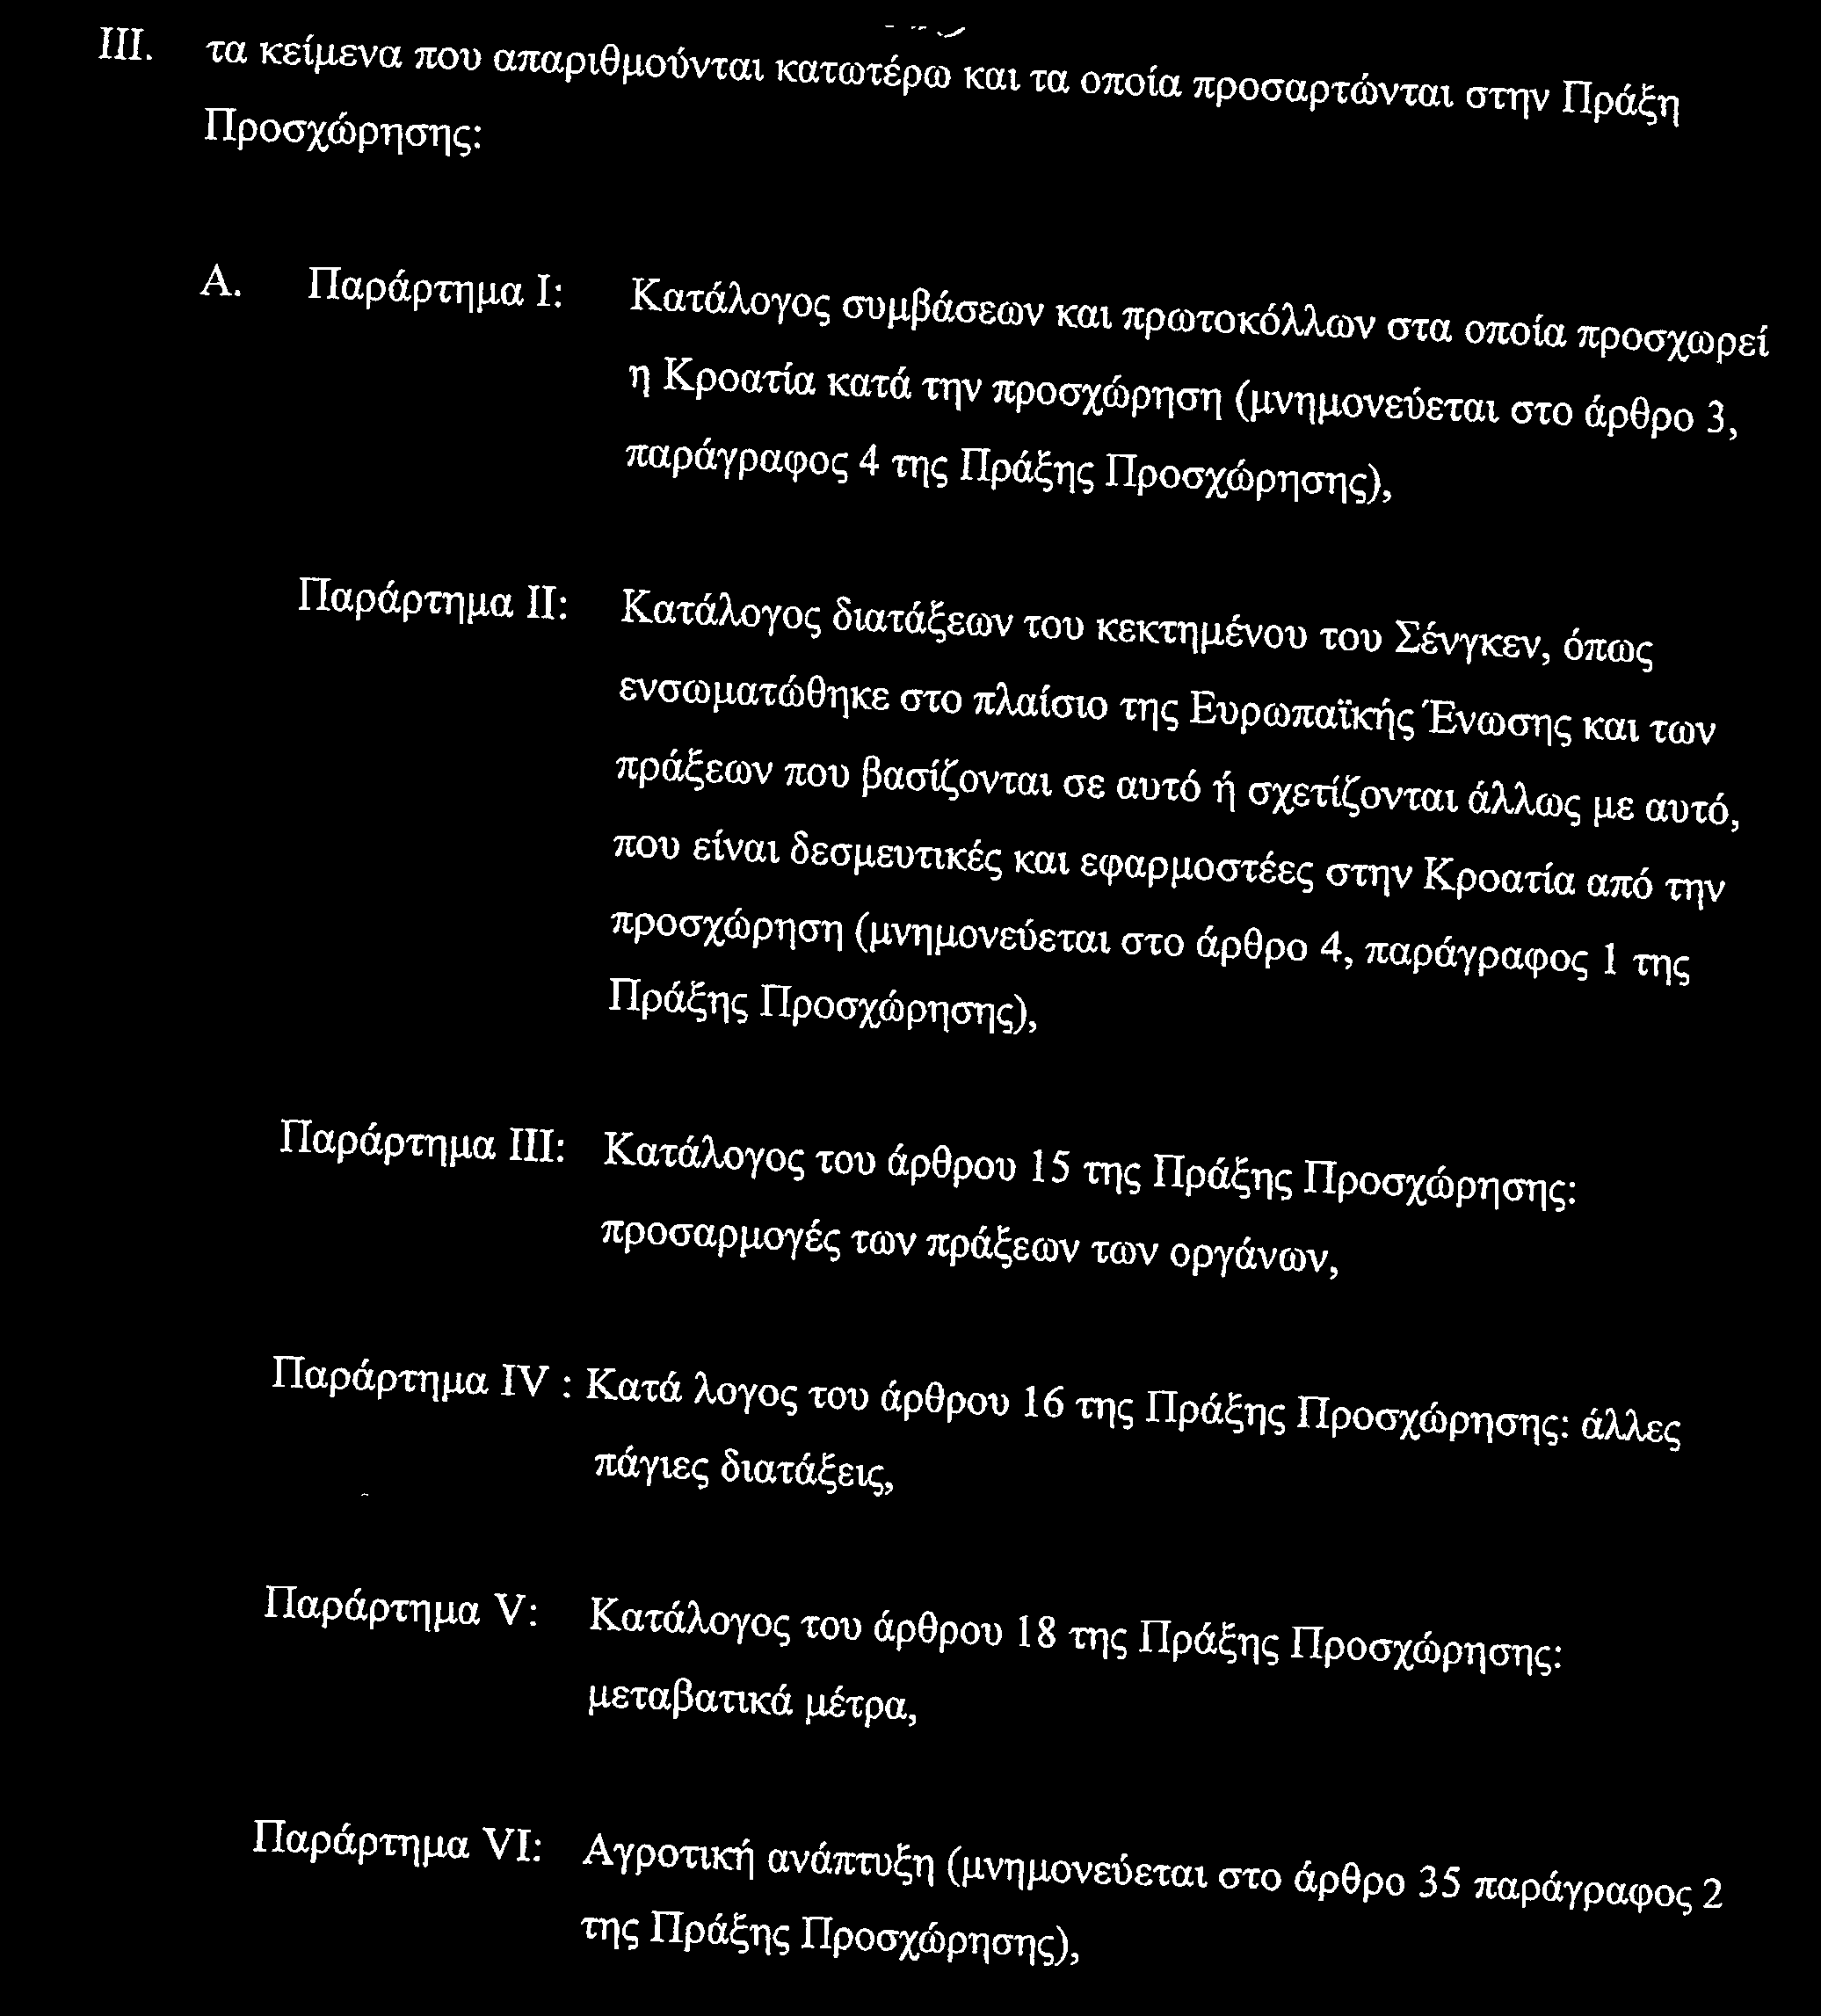 III. τα κείμενα που απαριθμούνται κατωτέρω και τα οποία προσαρτώνται στην Πράξη
Προσχώρησης:
Α. Παράρτημα Ι: Κατάλογος συμβάσεων και πρωτοκόλλων στα οποία προσχωρεί
η Κροατία κατά την προσχώρηση (μνημονεύεται στο άρθρο 3,
παράγραφος 4 της Πράξης Προσχώρησης),
Παράρτημα ΙΙ: Κατάλογος διατάξεων του κεκτημένου του Σένγκεν, όπως
ενσωματώθηκε στο πλαίσιο της Ευρωπαϊκής Ένωσης και των
πράξεων που βασίζονται σε αυτό ή σχετίζονται άλλως με αυτό,
που είναι δεσμευτικές και εφαρμοστέες στην Κροατία από την
προσχώρηση (μνημονεύεται στο άρθρο 4, παράγραφος 1 της
Πράξης Προσχώρησης),
Παράρτημα ΙΙΙ: Κατάλογος του άρθρου 15 της Πράξης Προσχώρησης:
προσαρμογές των πράξεων των οργάνων,
Παράρτημα IV : Κατά λογος του άρθρου 16 της Πράξης Προσχώρησης: άλλες
πάγιες διατάξεις,
Παράρτημα V: Κατάλογος του άρθρου 18 της Πράξης Προσχώρησης:
μεταβατικά μέτρα,
Παράρτημα VI: Αγροτική ανάπτυξη (μνημονεύεται στο άρθρο 35 παράγραφος 2
της Πράξης Προσχώρησης),